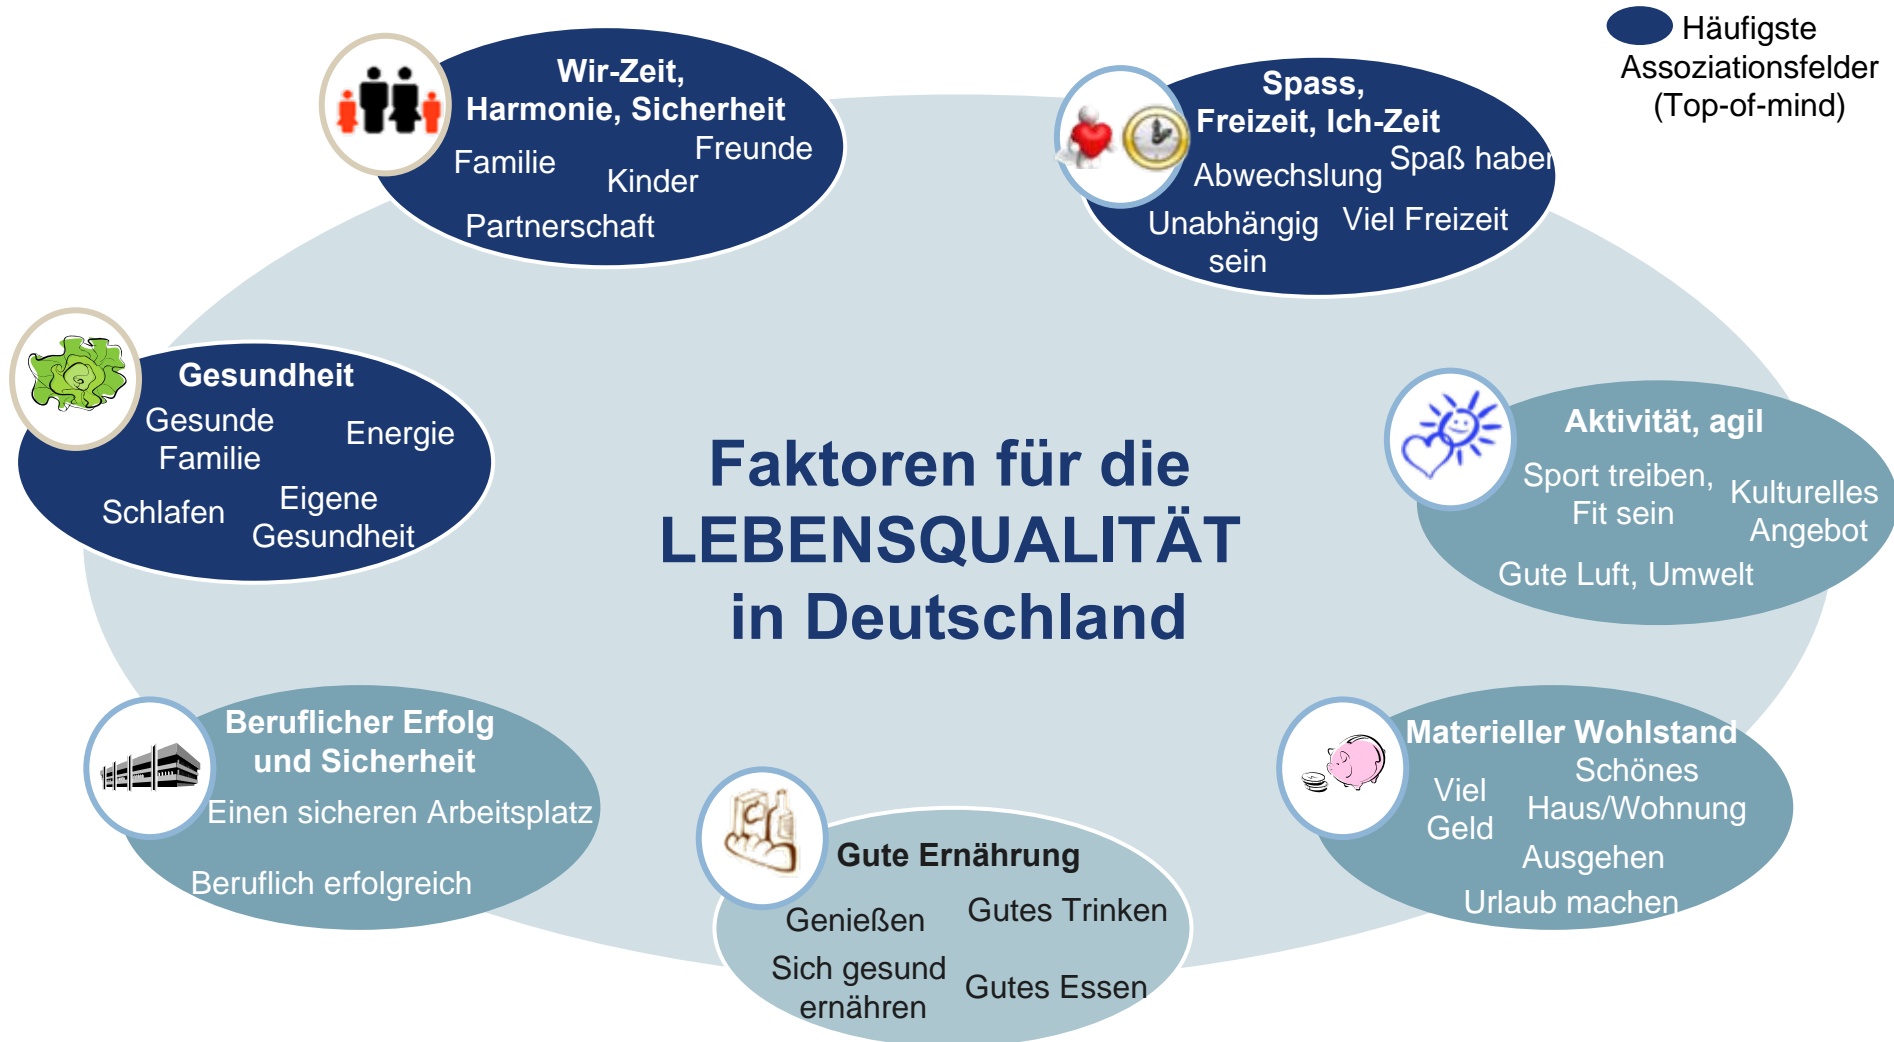 Häufigste
Assoziationsfelder
(Top-of-mind)
Wir-Zeit,
Harmonie, Sicherheit
Familie
Freunde
Kinder
Partnerschaft
Spass,
Freizeit, Ich-Zeit
Abwechslung
Spaß haben
Unabhängig
sein
Viel Freizeit
Gesundheit
Gesunde
Familie
Energie
Schlafen
Eigene
Gesundheit
Faktoren für die
LEBENSQUALITÄT
in Deutschland
Aktivität, agil
Sport treiben,
Fit sein
Kulturelles
Angebot
Gute Luft, Umwelt
Beruflicher Erfolg
und Sicherheit
Einen sicheren Arbeitsplatz
Beruflich erfolgreich
Gute Ernährung
Genießen
Gutes Trinken
Sich gesund
ernähren
Gutes Essen
Materieller Wohlstand
Viel
Geld
Schönes
Haus/Wohnung
Ausgehen
Urlaub machen